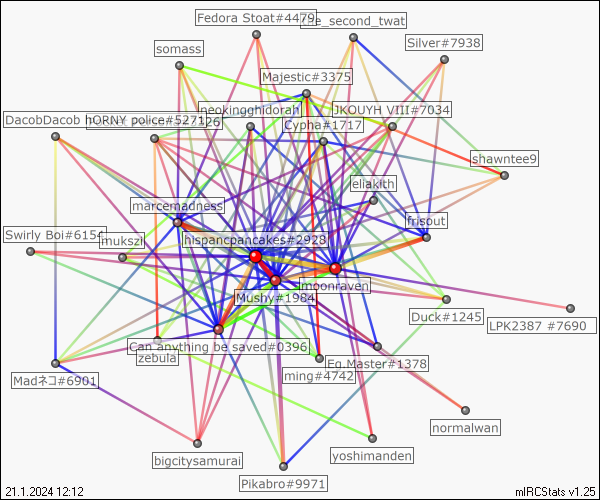 Fedora Stoat#4479
The_second_twat
Silver#7938
somass
Majestic#3375
neokingghidorah
JKOUYH VIII#7034
DacobDacob
hORNY police#5271
Cypha#1717
shawntee9
eliakith
marcemadness
frisout
Swirly Boi#6154
mukszi
hispancpancakes#2928
moonraven
Mushy#1984
Duck#1245
LPK2387 #7690
Can anything be saved#0396
zebula
Eg.Master#1378
ming#4742
Madネコ#6901
normalwan
bigcitysamurai
yoshimanden
Pikabro#9971
21.1.2024 12:12
mIRCStats v1.25